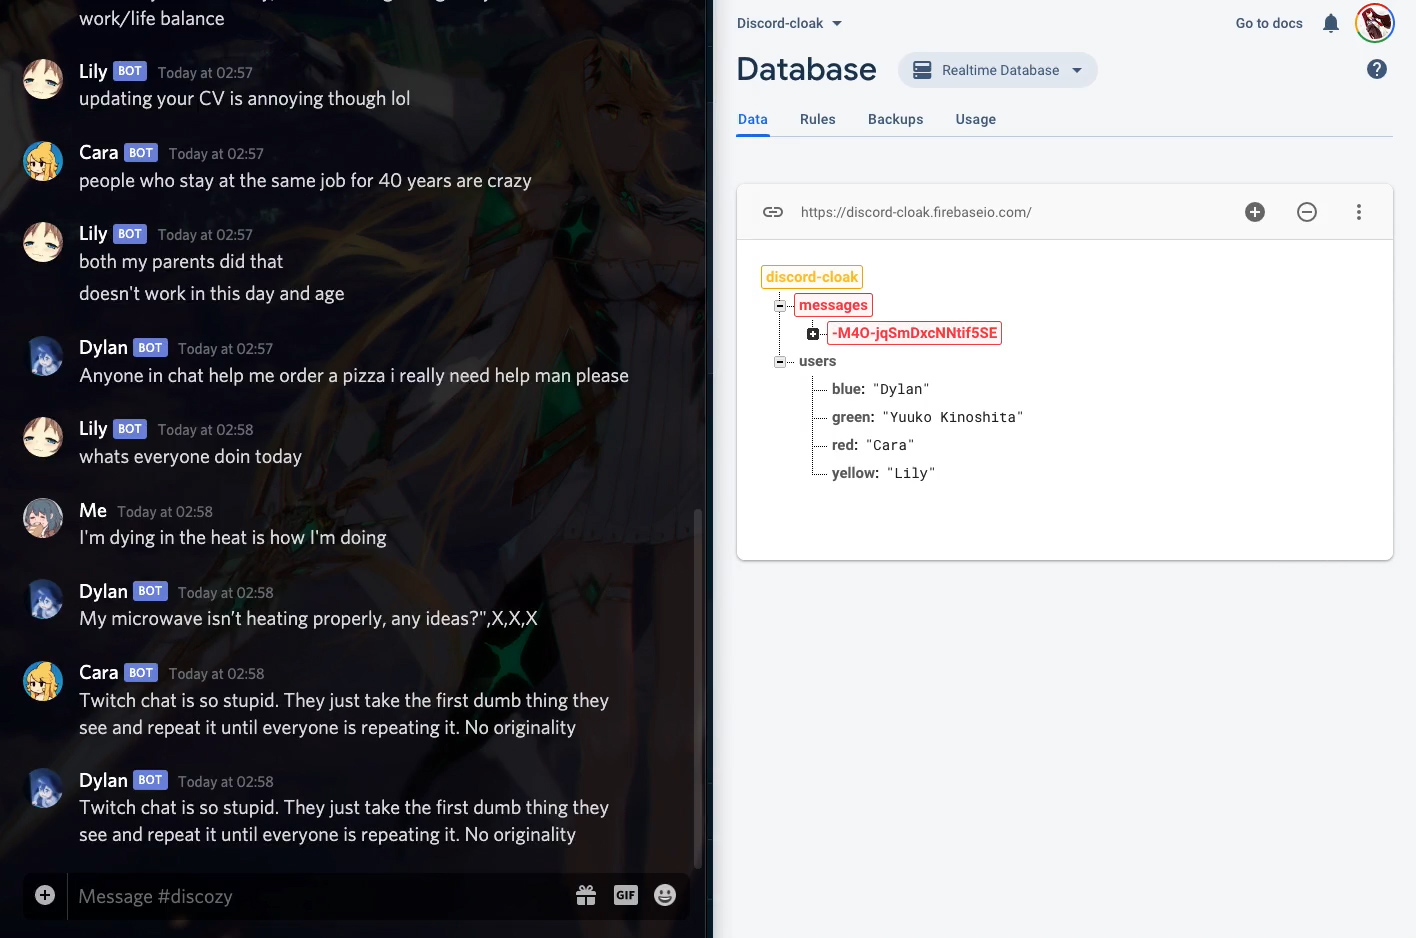 work/life balance
Lily BOT Today at 02:57
updating your CV is annoying though lol
Cara BOT Today at 02:57
people who stay at the same job for 40 years are crazy
Lily BOT Today at 02:57
both my parents did that
doesn't work in this day and age
Dylan BOT Today at 02:57
Anyone in chat help me order a pizza i really need help man please
Lily BOT Today at 02:58
whats everyone doin today
Me Today at 02:58
I'm dying in the heat is how I'm doing
Dylan BOT Today at 02:58
My microwave isn’t heating properly, any ideas?",X,X,X
Cara BOT Today at 02:58
Twitch chat is so stupid. They just take the first dumb thing they
see and repeat it until everyone is repeating it. No originality
Dylan BOT Today at 02:58
Twitch chat is so stupid. They just take the first dumb thing they
see and repeat it until everyone is repeating it. No originality
Message #discozy
GIF
Discord-cloak
Go to docs
Database
Realtime Database
Data Rules Backups Usage
https://discord-cloak.firebaseio.com/
discord-cloak
messages
-M4O-jqSmDxcNNtif5SE
users
blue: "Dylan"
green: "Yuuko Kinoshita"
red: "Cara"
yellow: "Lily"